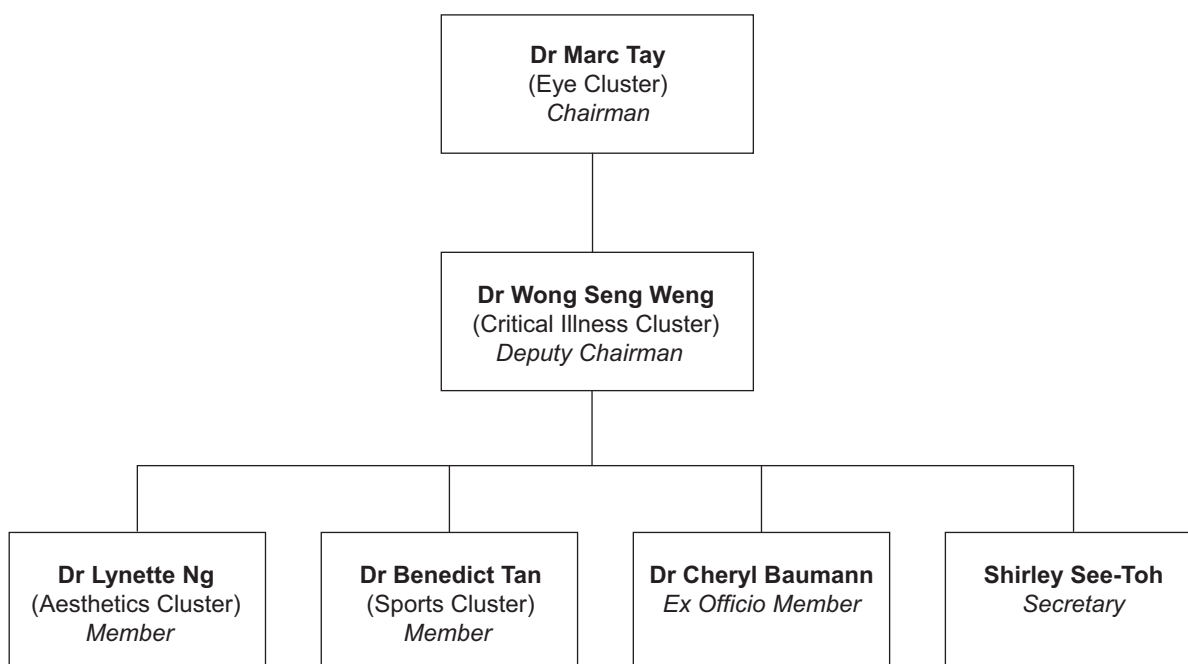 Dr Marc Tay
(Eye Cluster)
Chairman
Dr Wong Seng Weng
(Critical Illness Cluster)
Deputy Chairman
Dr Lynette Ng
(Aesthetics Cluster)
Member
Dr Benedict Tan
(Sports Cluster)
Member
Dr Cheryl Baumann
Ex Officio Member
Shirley See-Toh
Secretary